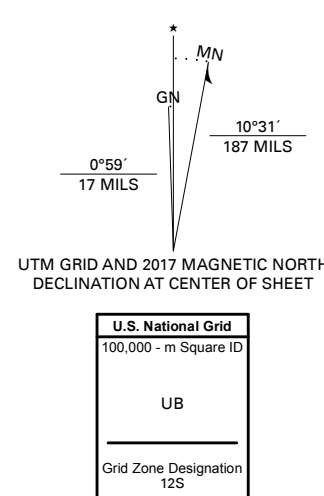 ★
MN
GN
10°31´
187 MILS
0°59´
17 MILS
UTM GRID AND 2017 MAGNETIC NORTH
DECLINATION AT CENTER OF SHEET
U.S. National Grid
100,000 - m Square ID
UB
Grid Zone Designation
12S